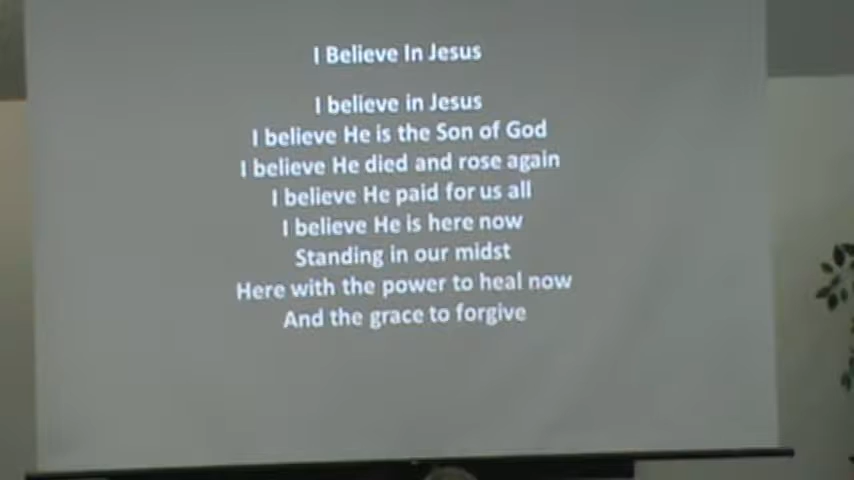 I Believe In Jesus
I believe in Jesus
I believe He is the Son of God
I believe He died and rose again
I believe He paid for us all
I believe He is here now
Standing in our midst
Here with the power to heal now
And the grace to forgive